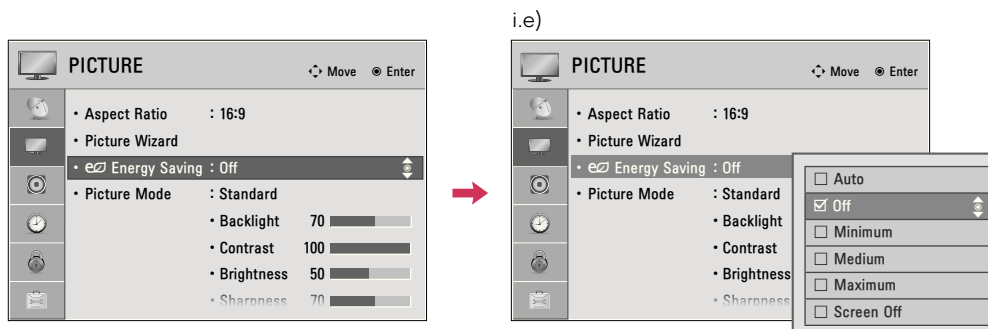 i.e)
PICTURE
Move Enter
• Aspect Ratio : 16:9
• Picture Wizard
• Energy Saving : Off
• Picture Mode : Standard
• Backlight 70
• Contrast 100
• Brightness 50
• Sharpness 70
PICTURE
Move Enter
• Aspect Ratio : 16:9
• Picture Wizard
• Energy Saving : Off
• Picture Mode : Standard
• Backlight
• Contrast
• Brightness
• Sharpness
Auto
Off
Minimum
Medium
Maximum
Screen Off